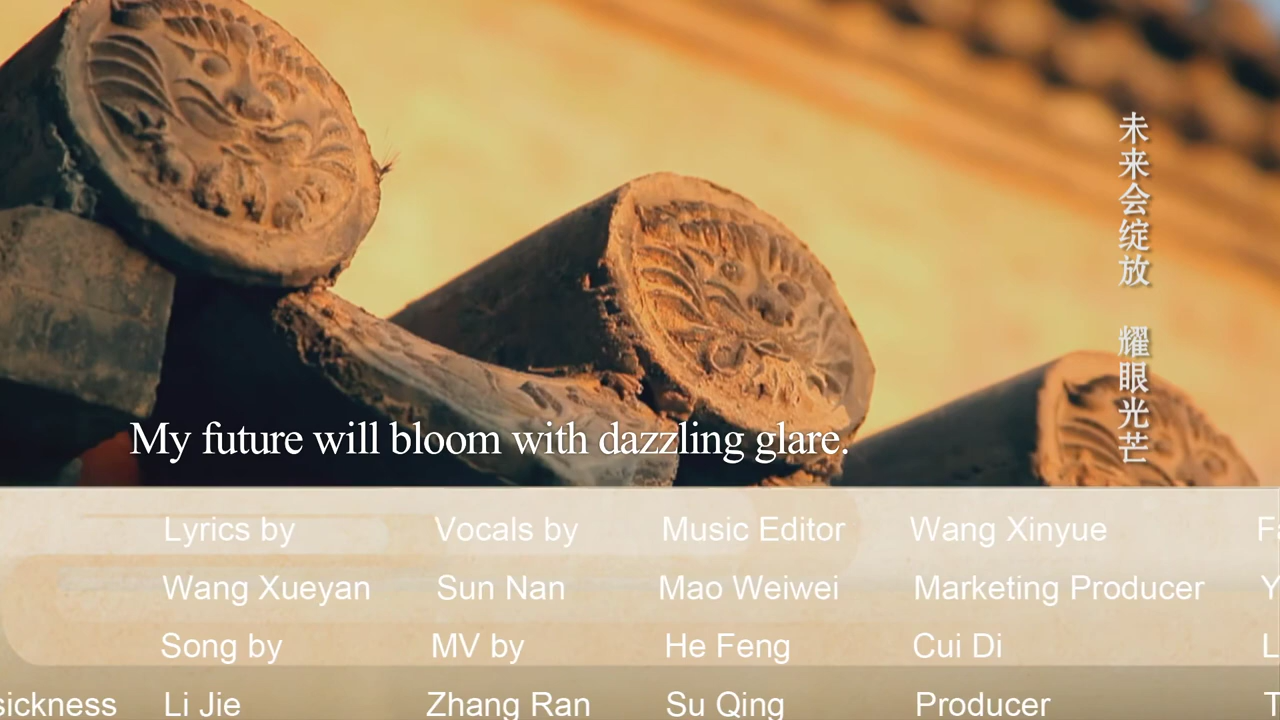 未来会绽放 耀眼光芒
My future will bloom with dazzling glare.
Lyrics by
Wang Xueyan
Song by
Li Jie
Vocals by
Sun Nan
MV by
Zhang Ran
Music Editor
Mao Weiwei
He Feng
Su Qing
Wang Xinyue
Marketing Producer
Cui Di
Producer